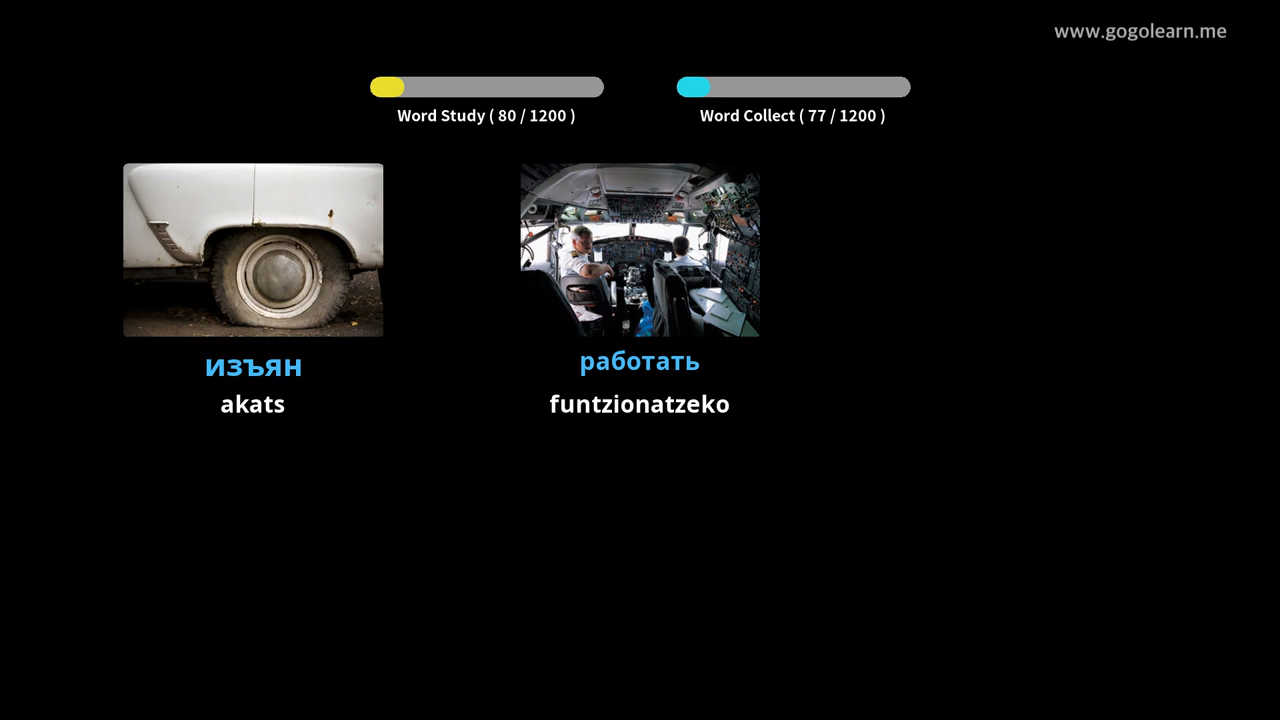 www.gogolearn.me
Word Study ( 80 / 1200 )
Word Collect ( 77 / 1200 )
изъян
работать
akats
funtzionatzeko